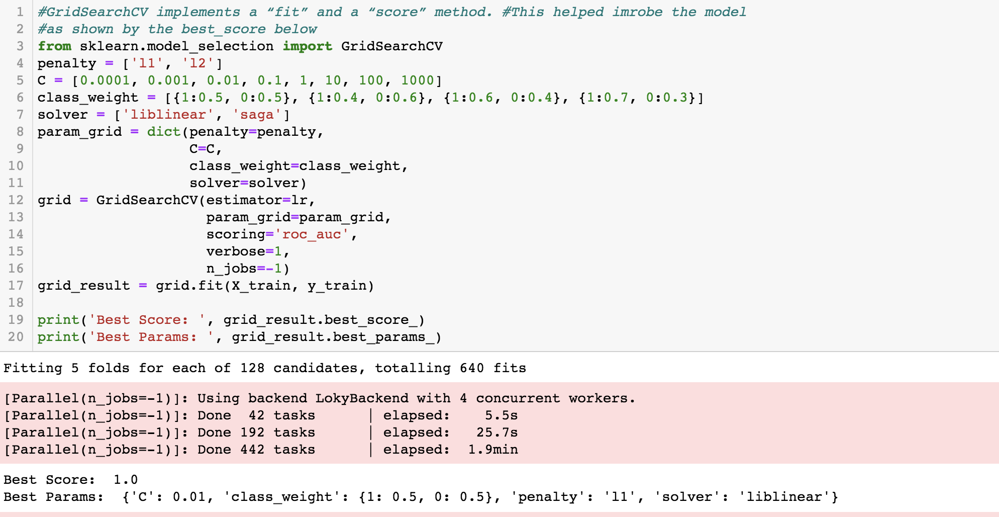 1 #GridSearchCV implements a “fit” and a “score” method. #This helped imrobe the model
2 #as shown by the best_score below
3 from sklearn.model_selection import GridSearchCV
4 penalty = ['l1', 'l2']
5 C = [0.0001, 0.001, 0.01, 0.1, 1, 10, 100, 1000]
6 class_weight = [{1:0.5, 0:0.5}, {1:0.4, 0:0.6}, {1:0.6, 0:0.4}, {1:0.7, 0:0.3}]
7 solver = ['liblinear', 'saga']
8 param_grid = dict(penalty=penalty,
9                   C=C,
10                   class_weight=class_weight,
11                   solver=solver)
12 grid = GridSearchCV(estimator=lr,
13                     param_grid=param_grid,
14                     scoring='roc_auc',
15                     verbose=1,
16                     n_jobs=-1)
17 grid_result = grid.fit(X_train, y_train)
18
19 print('Best Score: ', grid_result.best_score_)
20 print('Best Params: ', grid_result.best_params_)
Fitting 5 folds for each of 128 candidates, totalling 640 fits
[Parallel(n_jobs=-1)]: Using backend LokyBackend with 4 concurrent workers.
[Parallel(n_jobs=-1)]: Done  42 tasks      | elapsed:    5.5s
[Parallel(n_jobs=-1)]: Done 192 tasks      | elapsed:   25.7s
[Parallel(n_jobs=-1)]: Done 442 tasks      | elapsed:  1.9min
Best Score:  1.0
Best Params:  {'C': 0.01, 'class_weight': {1: 0.5, 0: 0.5}, 'penalty': 'l1', 'solver': 'liblinear'}